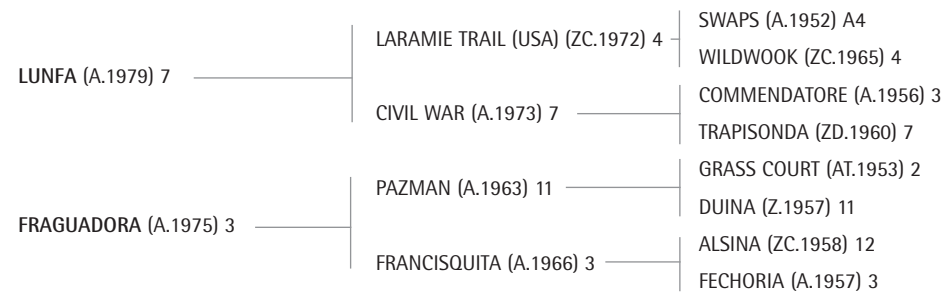 LUNFA (A.1979) 7
LARAMIE TRAIL (USA) (ZC.1972) 4
SWAPS (A.1952) A4
WILDWOOK (ZC.1965) 4
CIVIL WAR (A.1973) 7
COMMENDATORE (A.1956) 3
TRAPISONDA (ZD.1960) 7
FRAGUADORA (A.1975) 3
PAZMAN (A.1963) 11
GRASS COURT (AT.1953) 2
DUINA (Z.1957) 11
FRANCISQUITA (A.1966) 3
ALSINA (ZC.1958) 12
FECHORIA (A.1957) 3